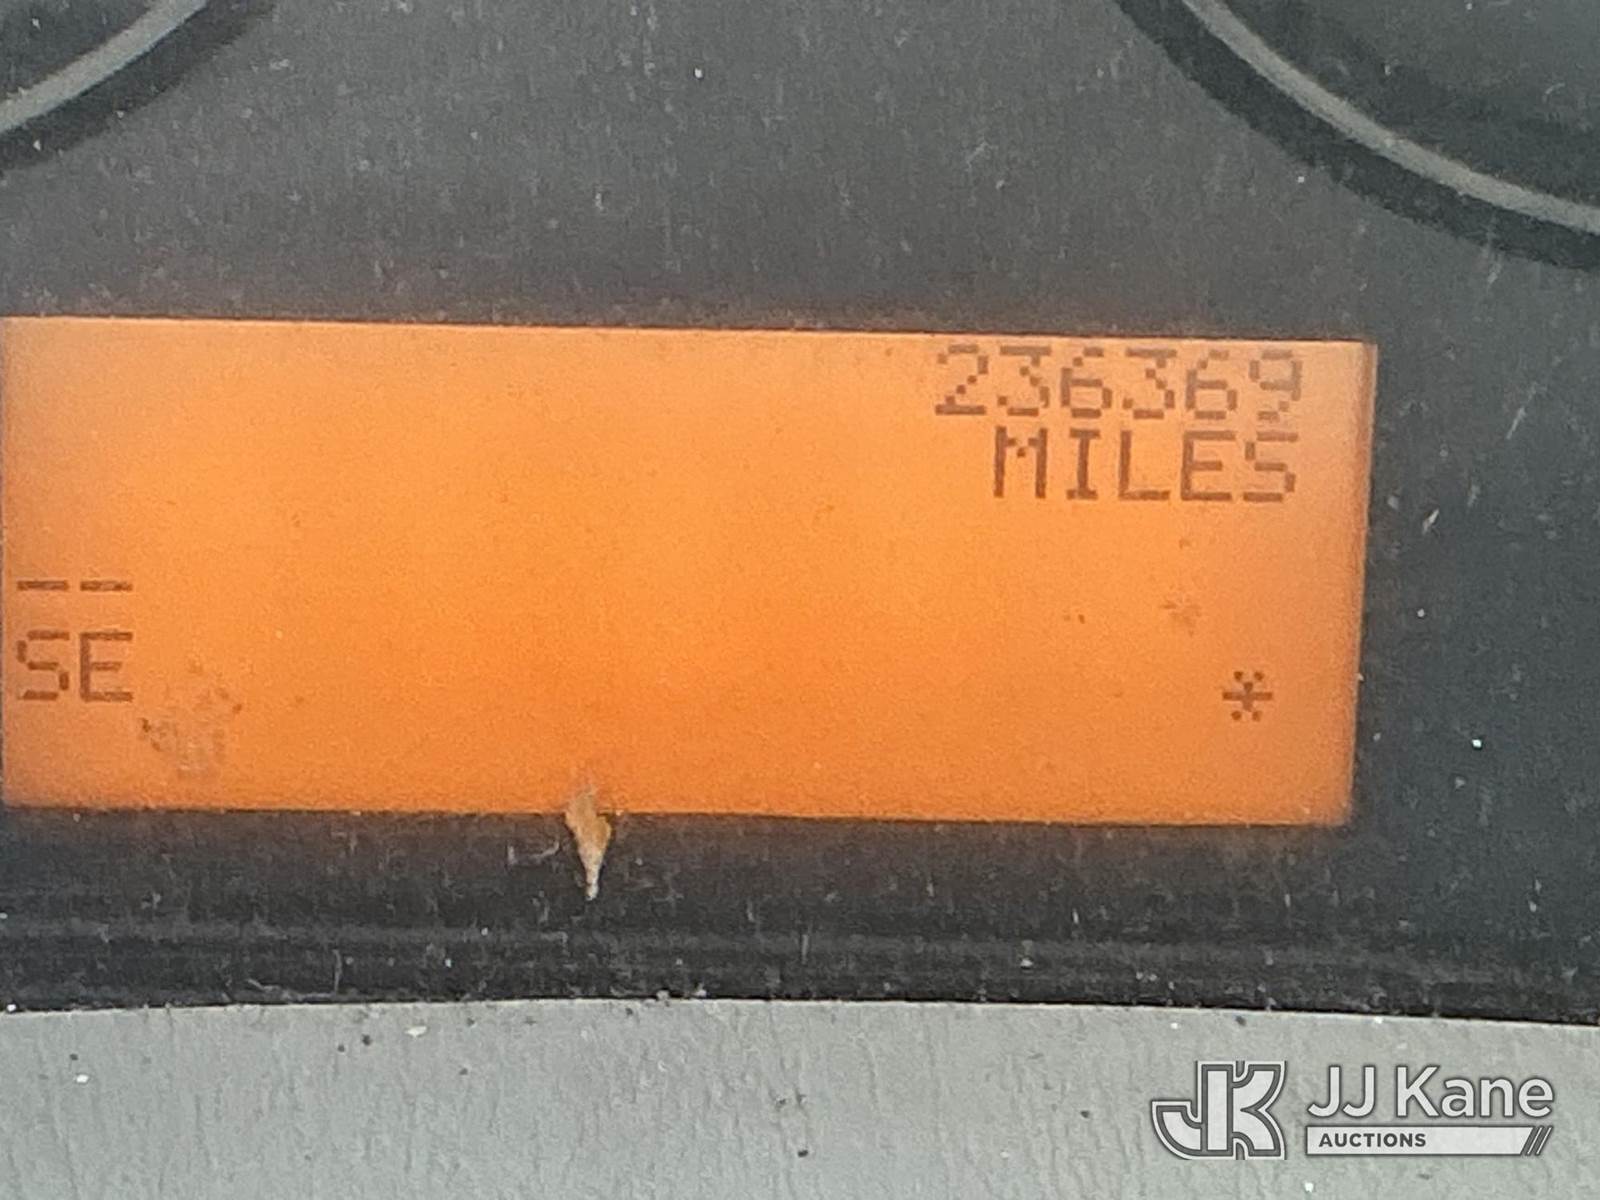 236369
MILES
--
SE
*
JJ Kane
AUCTIONS